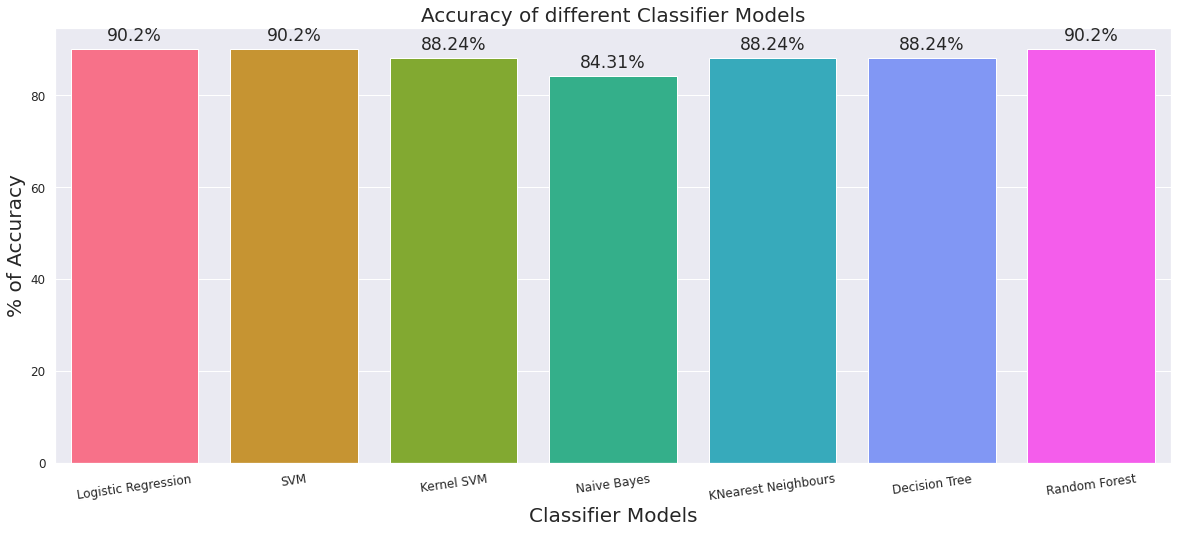 Accuracy of different Classifier Models
90.2%
90.2%
88.24%
84.31%
88.24%
88.24%
90.2%
% of Accuracy
80
60
40
20
0
Logistic Regression
SVM
Kernel SVM
Naive Bayes
KNearest Neighbours
Decision Tree
Random Forest
Classifier Models